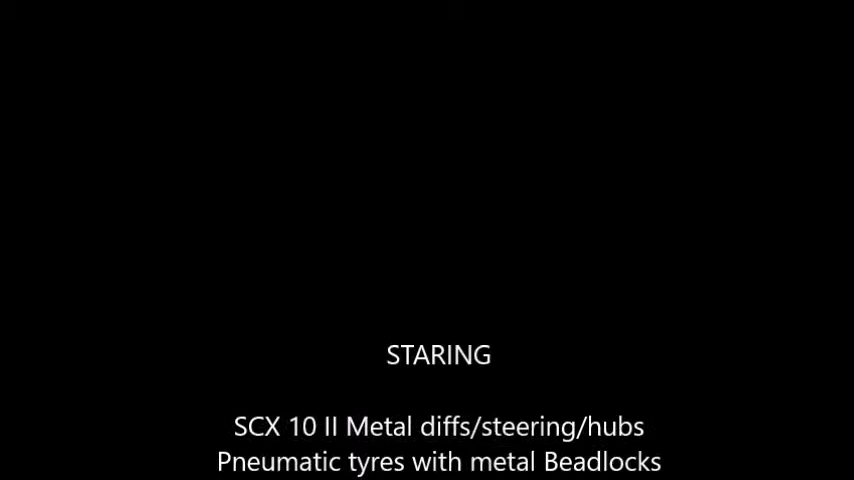 STARING
SCX 10 II Metal diffs/steering/hubs
Pneumatic tyres with metal Beadlocks